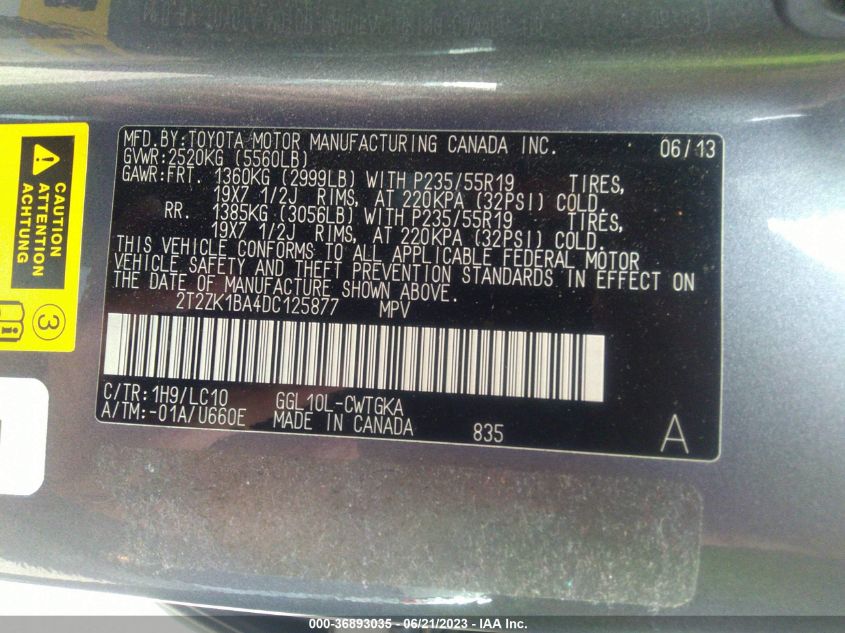 MFD.BY:TOYOTA MOTOR MANUFACTURING CANADA INC. 06/13
GVWR:2520KG (5560LB)
GAWR:FRT. 1360KG (2999LB) WITH P235/55R19 TIRES,
19X7 1/2J RIMS, AT 220KPA (32PSI) COLD.
RR. 1385KG (3056LB) WITH P235/55R19 TIRES,
19X7 1/2J RIMS, AT 220KPA (32PSI) COLD.
THIS VEHICLE CONFORMS TO ALL APPLICABLE FEDERAL MOTOR
VEHICLE SAFETY AND THEFT PREVENTION STANDARDS IN EFFECT ON
THE DATE OF MANUFACTURE SHOWN ABOVE.
2T2ZK1BA4DC125877 MPV
C/TR:1H9/LC10 GGL10L-CWTGKA
A/TM:-01A/U660E MADE IN CANADA 835 A
CAUTION
ACHTUNG
ATTENTION
3
000-36893035 - 06/21/2023 - IAAI.com